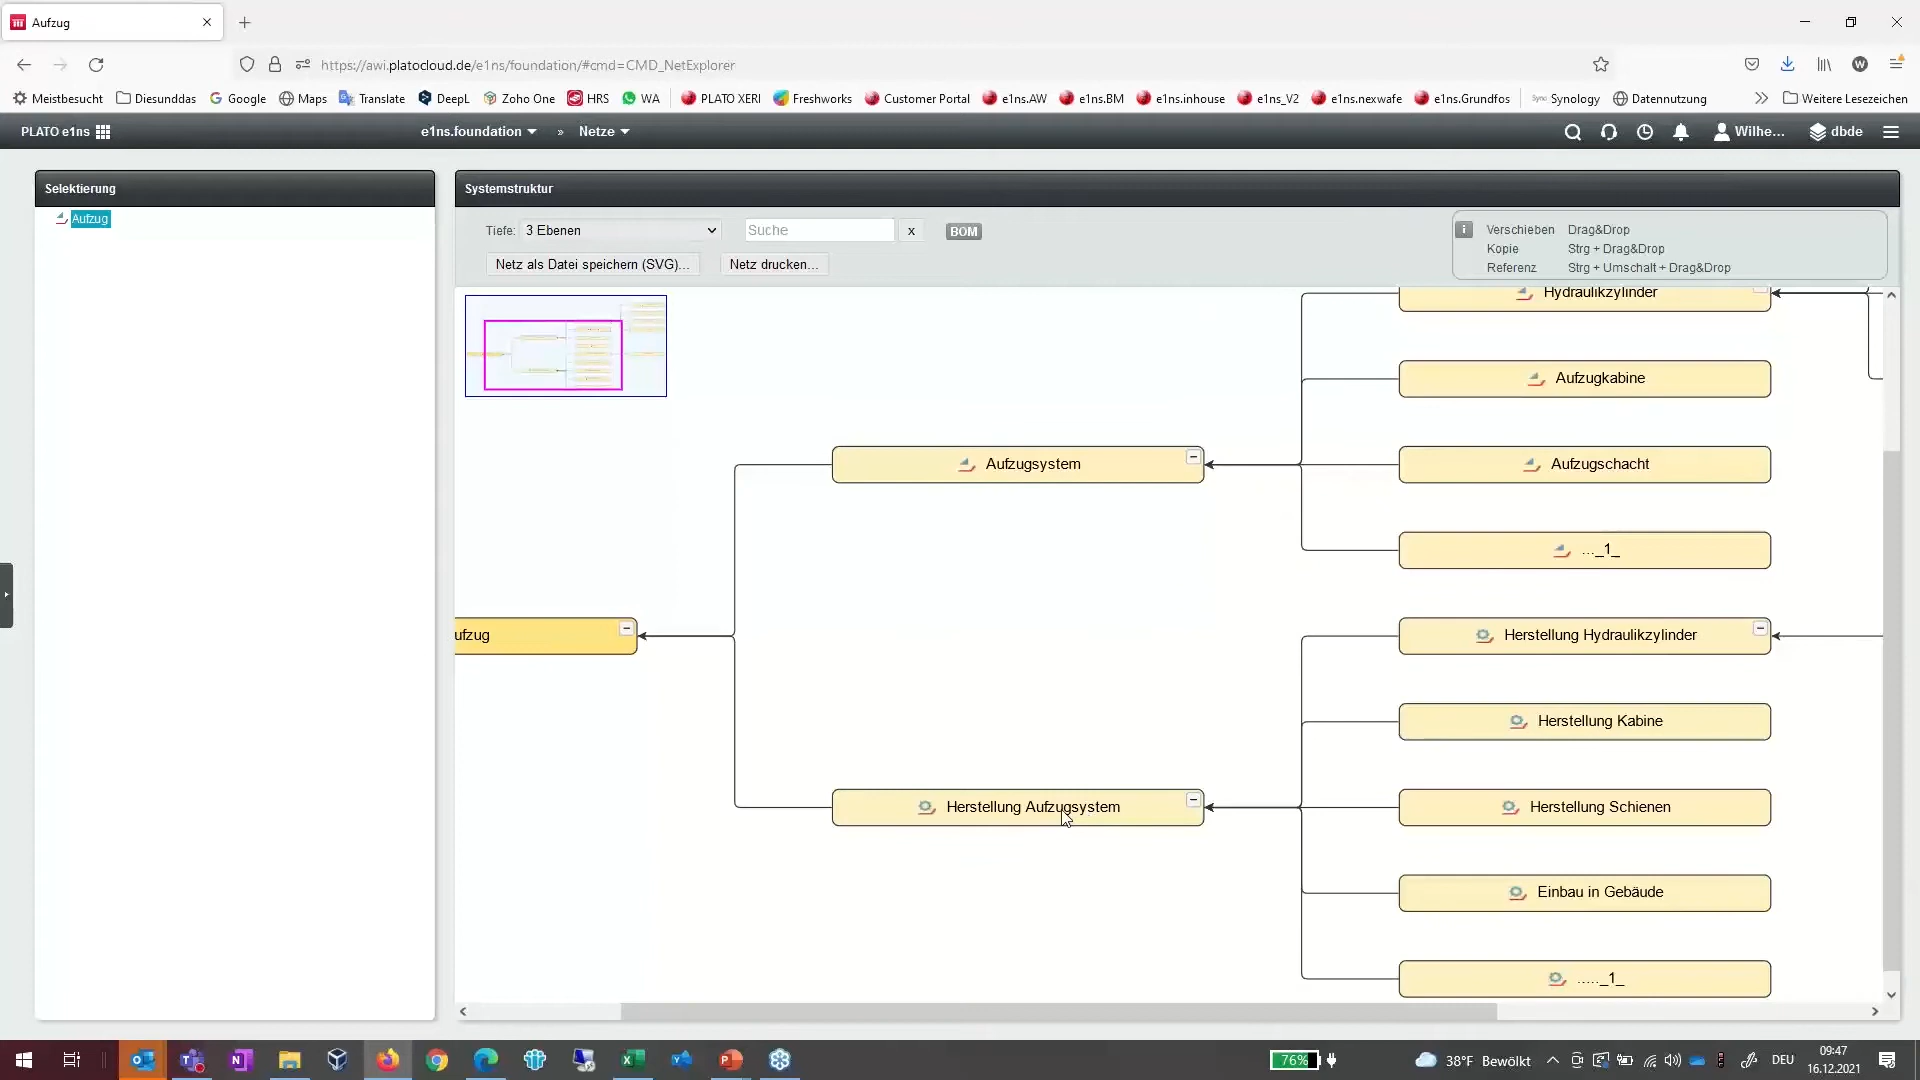 Aufzug
https://awi.platocloud.de/e1ns/foundation/#cmd=CMD_NetExplorer
Meistbesucht Diesunddas Google Maps Translate DeepL Zoho One HRS WA PLATO XERI Freshworks Customer Portal e1ns.AW e1ns.BM e1ns.inhouse e1ns_V2 e1ns.nexwafe e1ns.Grundfos Synology Datennutzung Weitere Lesezeichen
PLATO e1ns e1ns.foundation » Netze Wilhe... dbde
Selektierung
Aufzug
Systemstruktur
Tiefe: 3 Ebenen Suche x BOM
Netz als Datei speichern (SVG)... Netz drucken...
i Verschieben Drag&Drop
Kopie Strg + Drag&Drop
Referenz Strg + Umschalt + Drag&Drop
Hydraulikzylinder
Aufzugkabine
Aufzugsystem
Aufzugschacht
..._1_
ufzug
Herstellung Hydraulikzylinder
Herstellung Kabine
Herstellung Aufzugsystem
Herstellung Schienen
Einbau in Gebäude
....._1_
76% 38°F Bewölkt DEU 09:47
16.12.2021